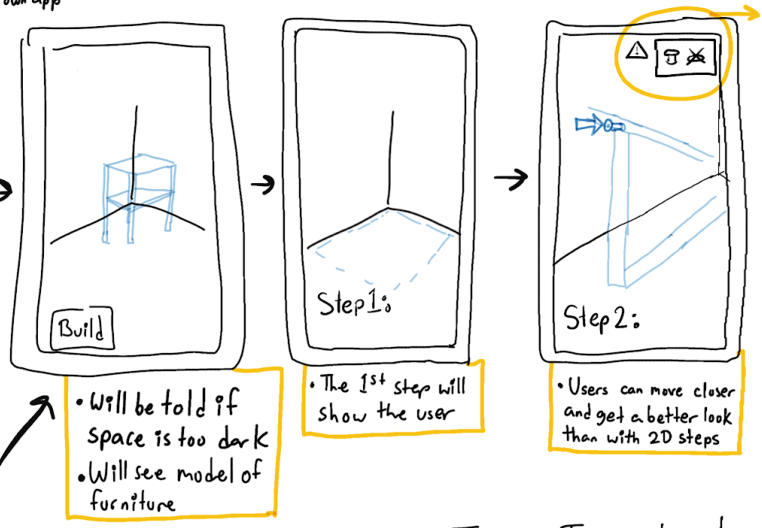 own app
Build
• Will be told if
space is too dark
• Will see model of
furniture
Step 1:
• The 1st step will
show the user
Step 2:
• Users can move closer
and get a better look
than with 2D steps